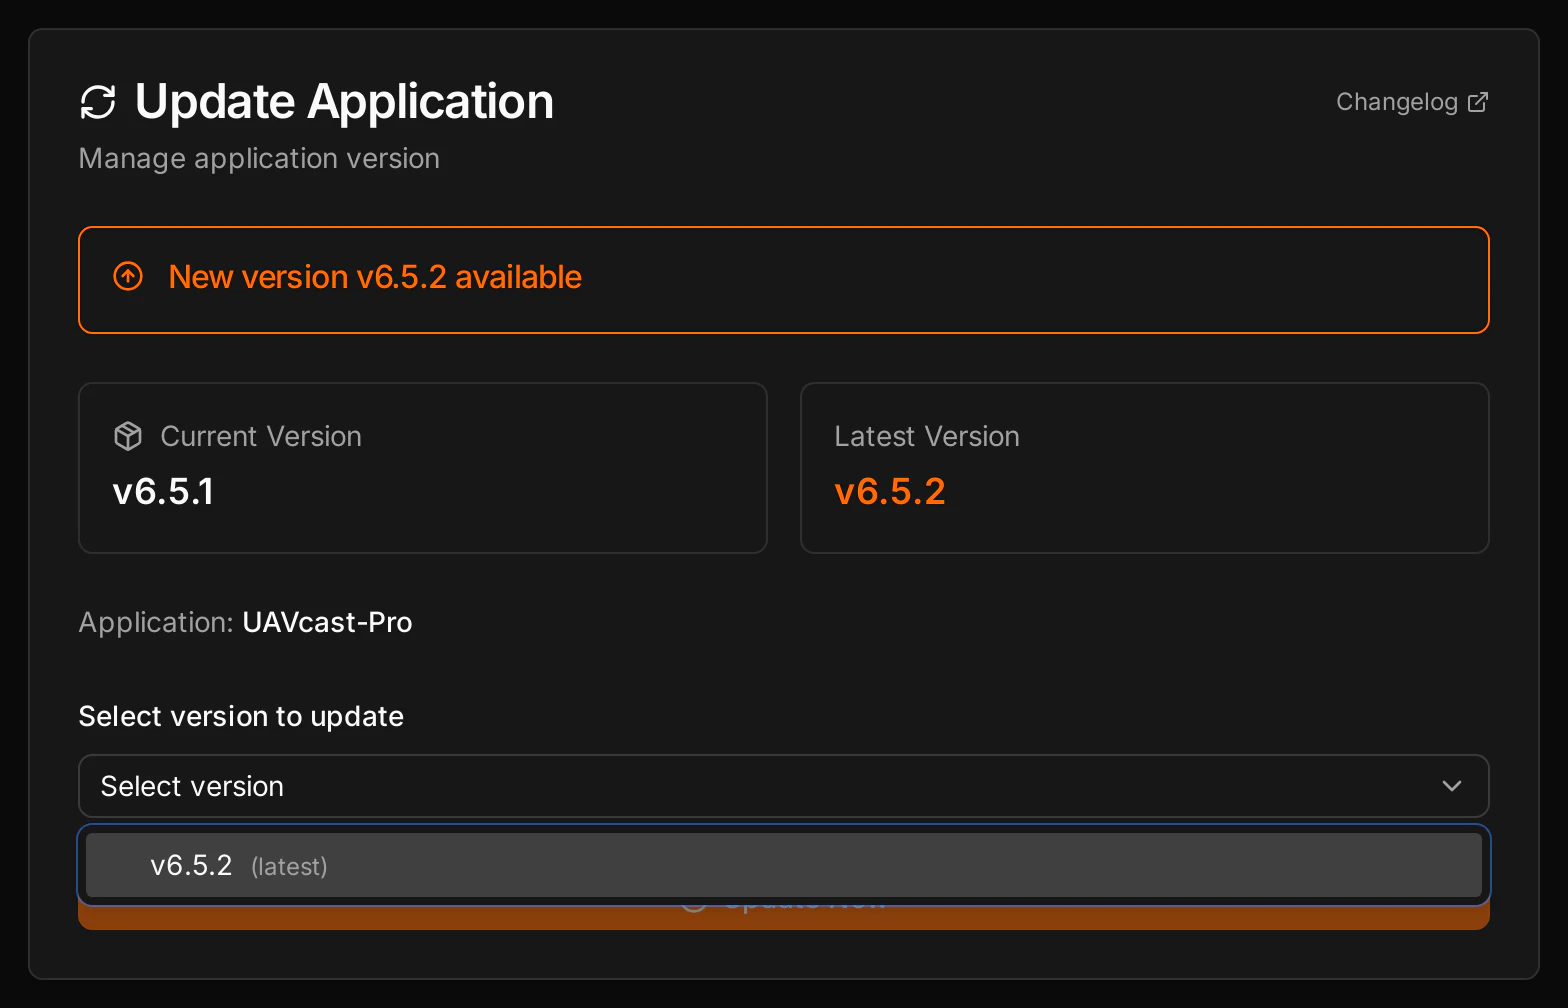 Update Application
Changelog
Manage application version
New version v6.5.2 available
Current Version
v6.5.1
Latest Version
v6.5.2
Application: UAVcast-Pro
Select version to update
Select version
v6.5.2 (latest)